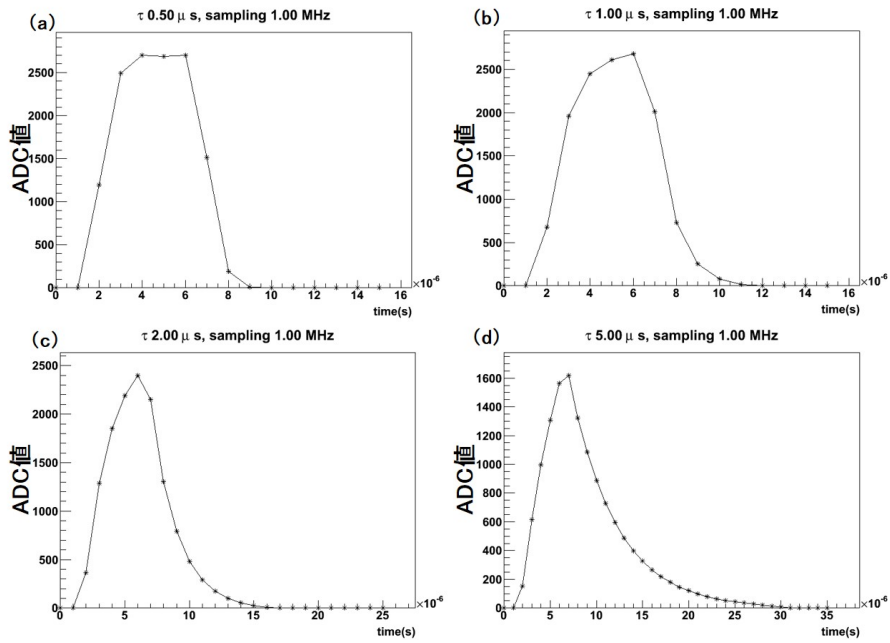 (a)
τ 0.50 μ s, sampling 1.00 MHz
ADC值
2500
2000
1500
1000
500
0
0 2 4 6 8 10 12 14 16
×10⁻⁶
time(s)
(b)
τ 1.00 μ s, sampling 1.00 MHz
ADC值
2500
2000
1500
1000
500
0
0 2 4 6 8 10 12 14 16
×10⁻⁶
time(s)
(c)
τ 2.00 μ s, sampling 1.00 MHz
ADC值
2500
2000
1500
1000
500
0
0 5 10 15 20 25
×10⁻⁶
time(s)
(d)
τ 5.00 μ s, sampling 1.00 MHz
ADC值
1600
1400
1200
1000
800
600
400
200
0
0 5 10 15 20 25 30 35
×10⁻⁶
time(s)